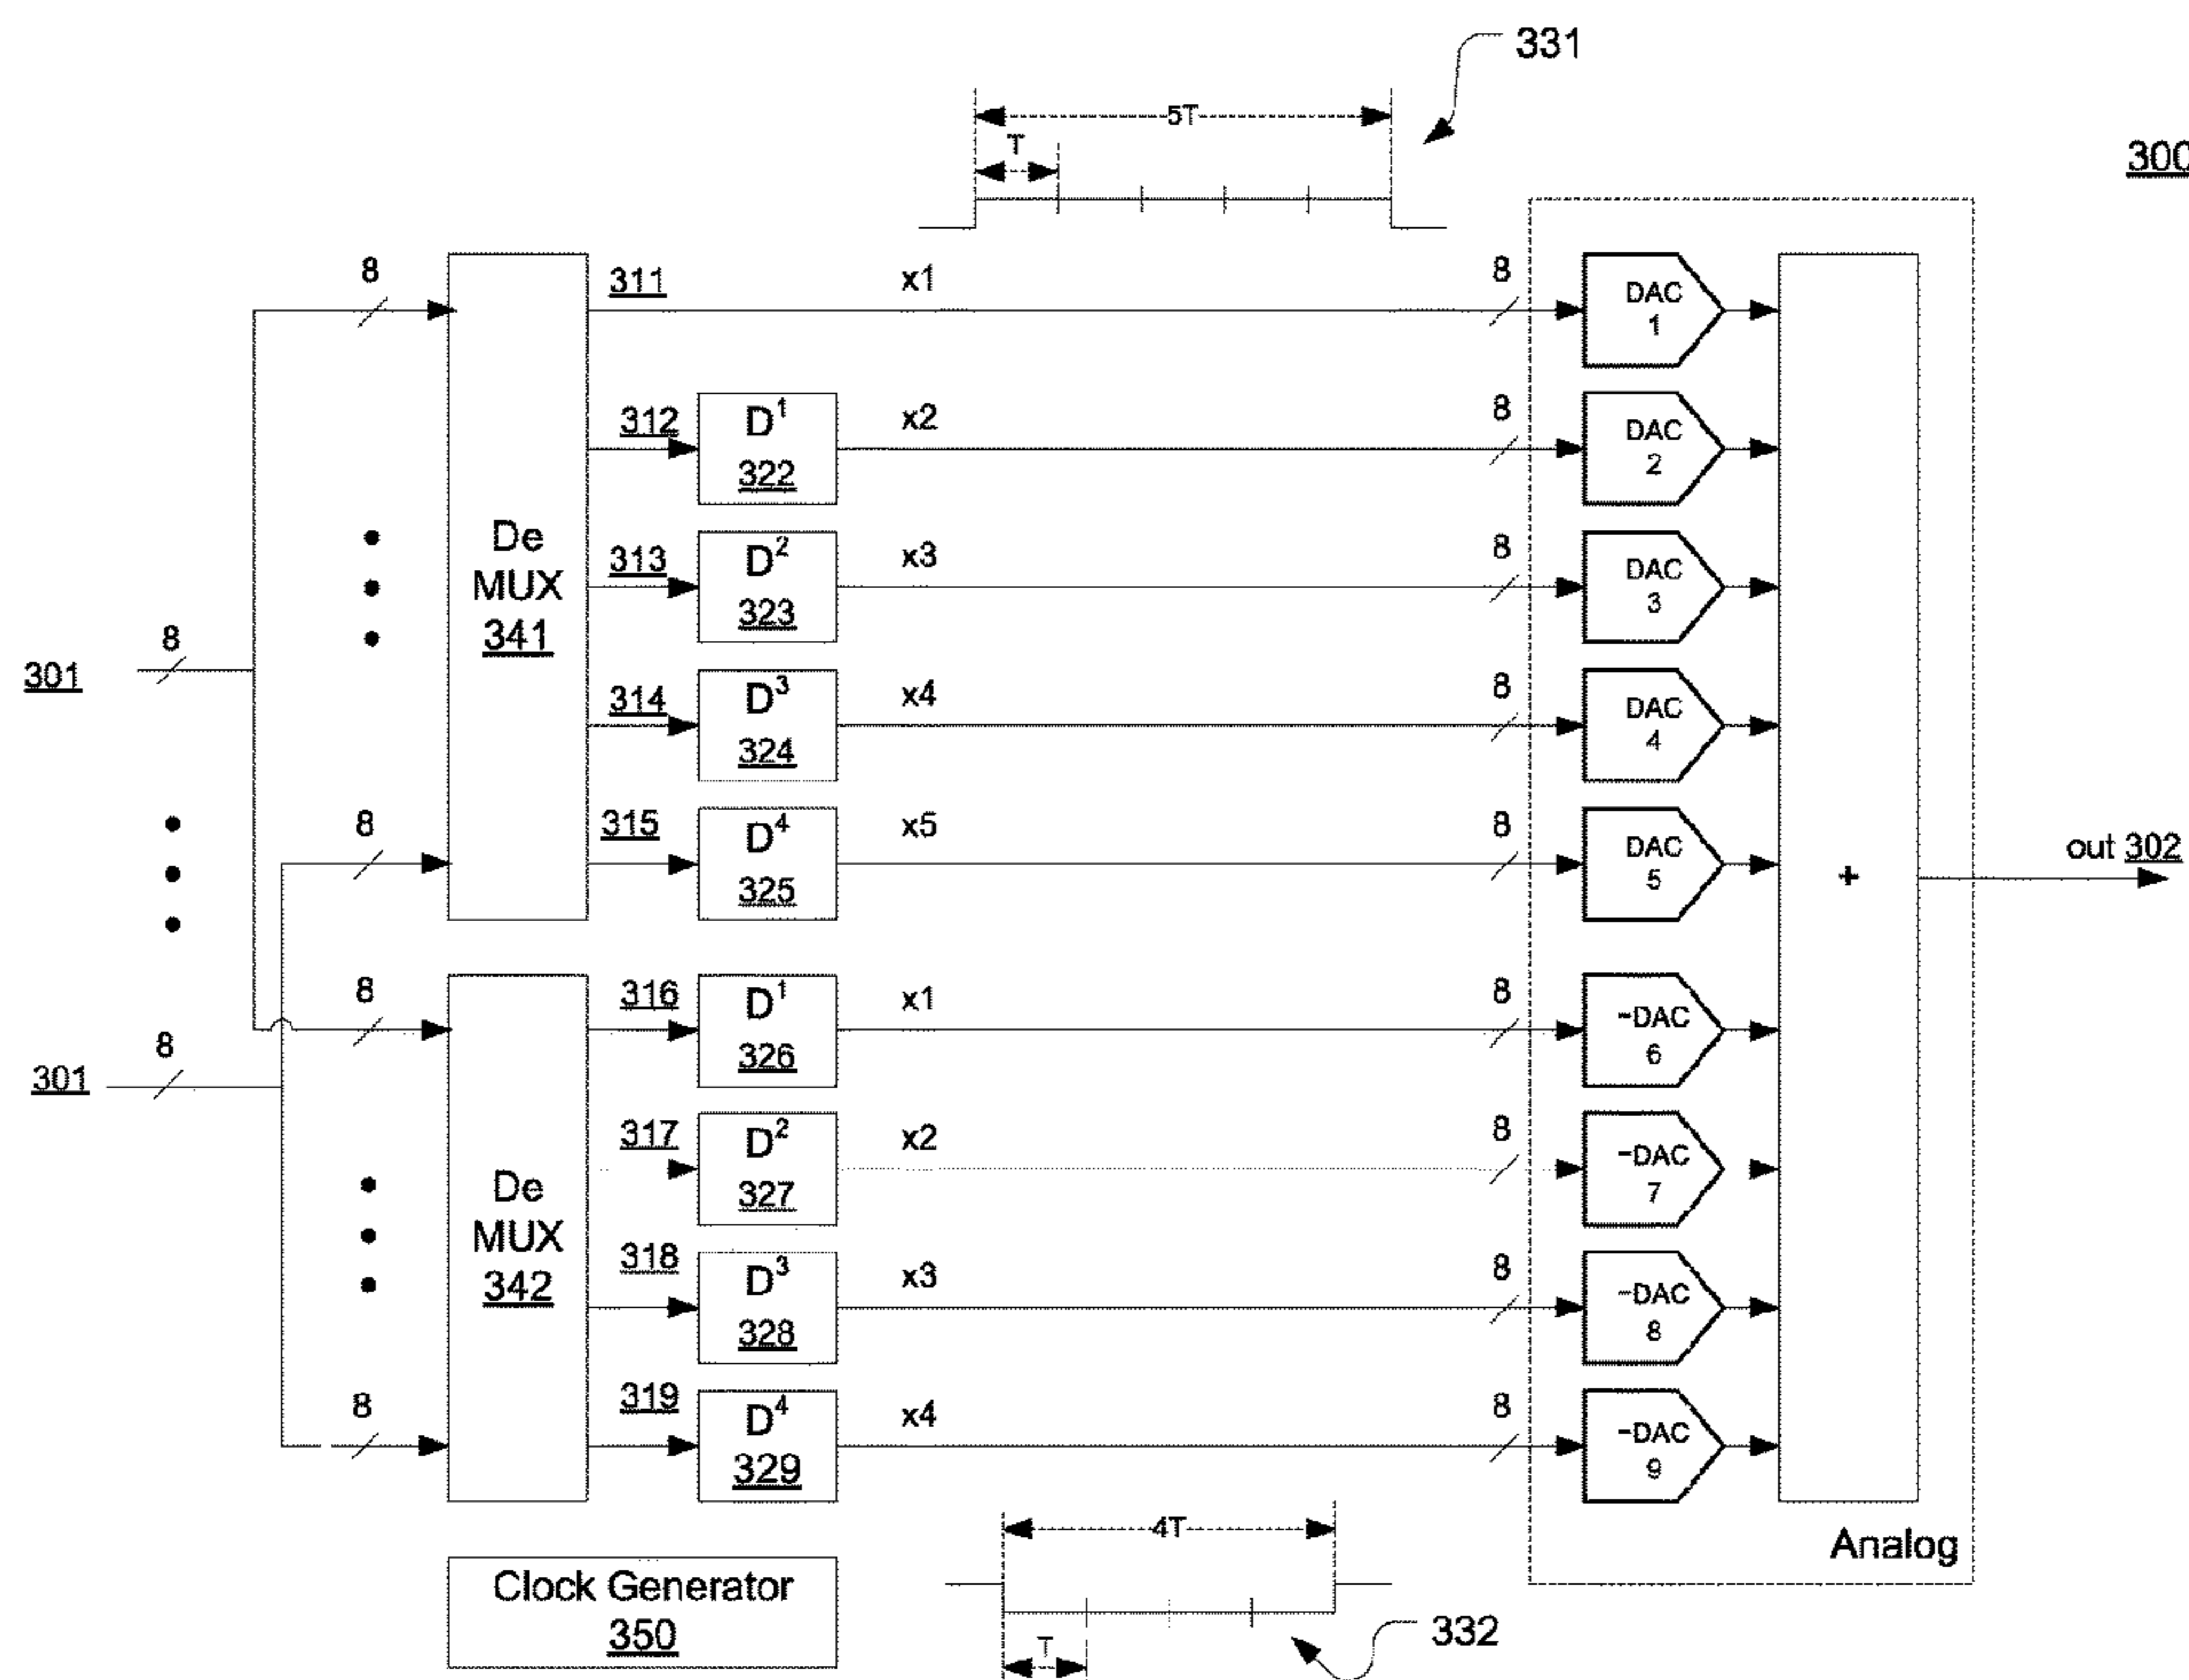 331
5T
T
300
8
311
x1
8
DAC
1
312
D¹
322
x2
8
DAC
2
De
MUX
341
313
D²
323
x3
8
DAC
3
301
8
314
D³
324
x4
8
DAC
4
8
315
D⁴
325
x5
8
DAC
5
+
out 302
301
8
8
316
D¹
326
x1
8
-DAC
6
317
D²
327
x2
8
-DAC
7
De
MUX
342
318
D³
328
x3
8
-DAC
8
8
319
D⁴
329
x4
8
-DAC
9
4T
Analog
Clock Generator
350
T
332